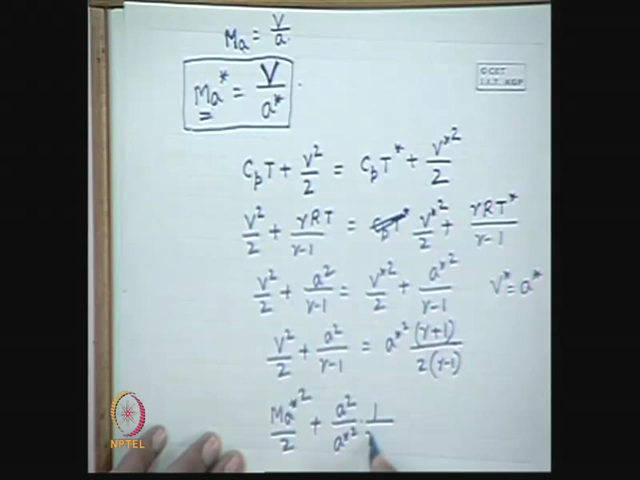 Ma = V/a
Ma* = V/a*
© CET
I.I.T. KGP
CpT + V²/2 = CpT* + V*²/2
V²/2 + γRT/(γ-1) = V*²/2 + γRT*/(γ-1)
V²/2 + a²/(γ-1) = V*²/2 + a*²/(γ-1) V* = a*
V²/2 + a²/(γ-1) = a*² (γ+1)/2(γ-1)
Ma*²/2 + a²/a*² · 1/
NPTEL